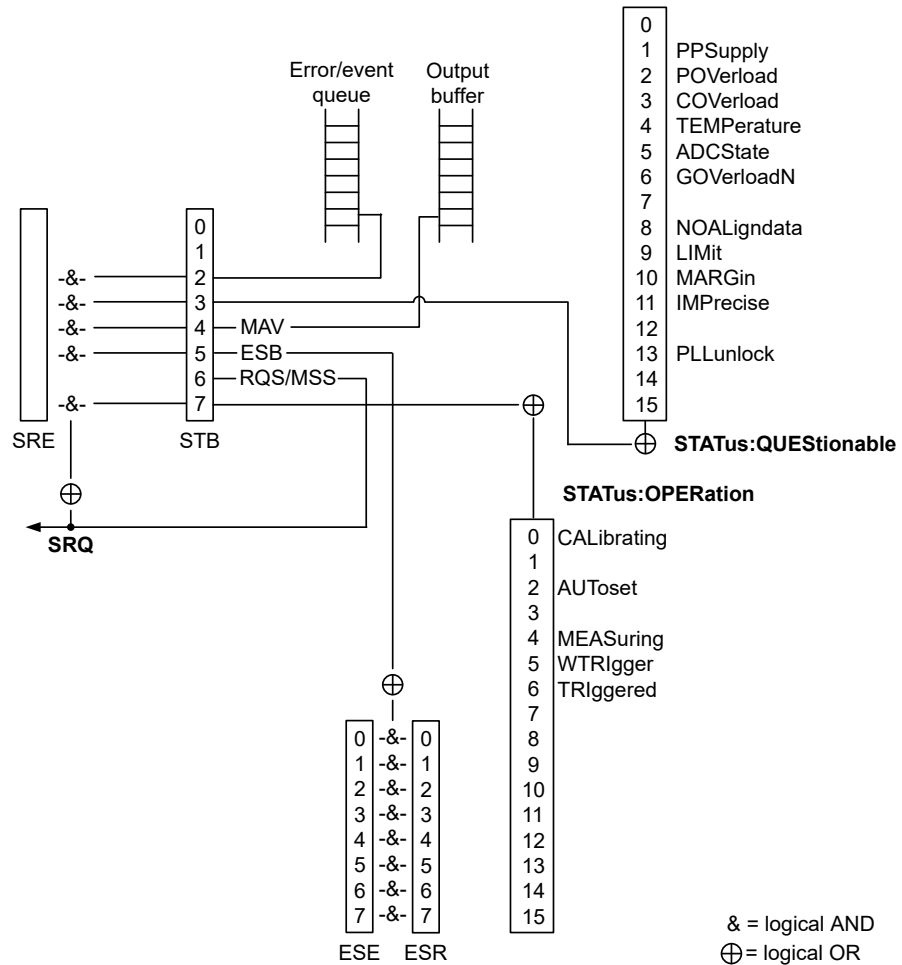 Error/event
queue
Output
buffer
0
1 PPSupply
2 POVerload
3 COVerload
4 TEMPerature
5 ADCState
6 GOVerloadN
7
8 NOALigndata
9 LIMit
10 MARGin
11 IMPrecise
12
13 PLLunlock
14
15
STATus:QUEStionable
0
1
-&- 2
-&- 3
-&- 4 MAV
-&- 5 ESB
6 RQS/MSS
-&- 7
SRE STB
SRQ
STATus:OPERation
0 CALibrating
1
2 AUToset
3
4 MEASuring
5 WTRIgger
6 TRIggered
7
8
9
10
11
12
13
14
15
0 -&- 0
1 -&- 1
2 -&- 2
3 -&- 3
4 -&- 4
5 -&- 5
6 -&- 6
7 -&- 7
ESE ESR
& = logical AND
⊕ = logical OR